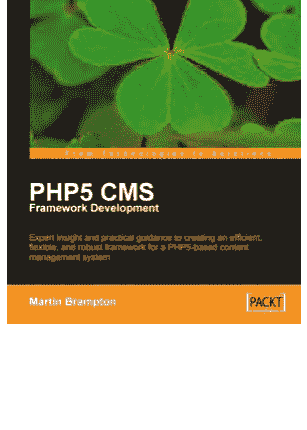 From Technologies to Solutions
PHP5 CMS
Framework Development
Expert insight and practical guidance to creating an efficient,
flexible, and robust framework for a PHP5-based content
management system
Martin Brampton
PACKT